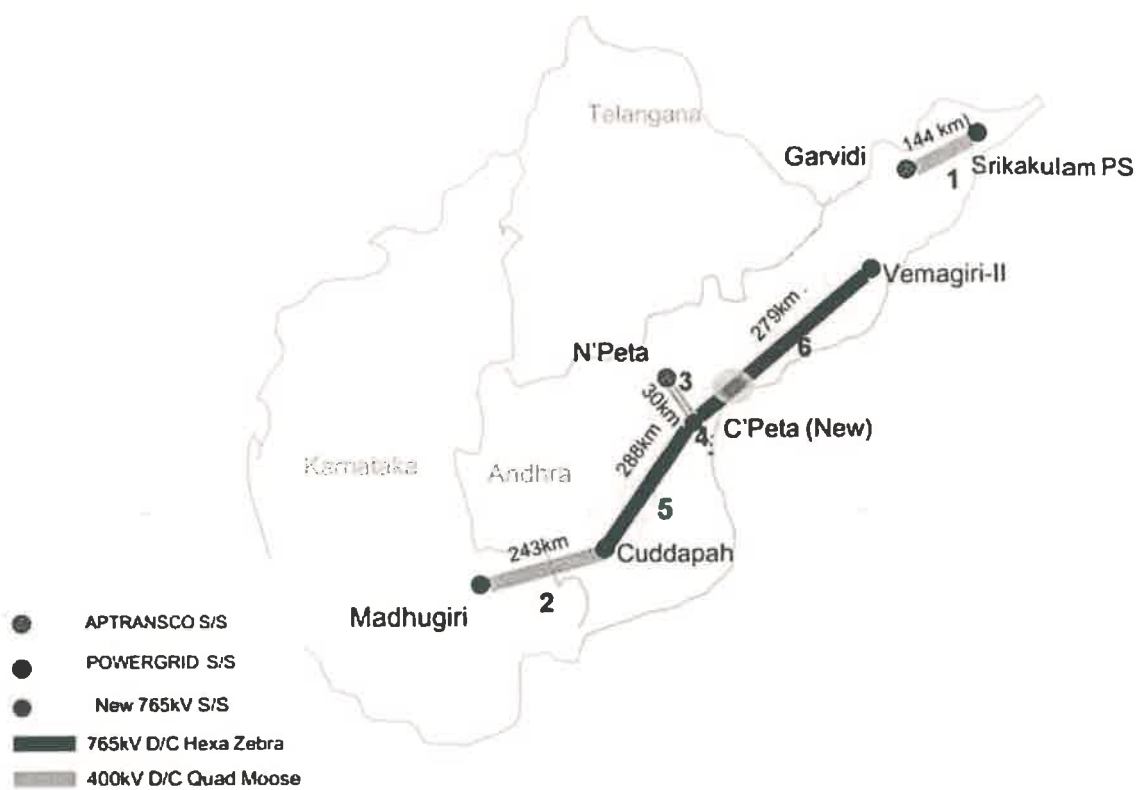 Telangana
144 km)
Garvidi
1
Srikakulam PS
Vemagiri-II
279km .
6
N'Peta
3
30km
4
C'Peta (New)
288km
Karnataka
Andhra
5
243km
Cuddapah
2
Madhugiri
APTRANSCO S/S
POWERGRID S/S
New 765kV S/S
765kV D/C Hexa Zebra
400kV D/C Quad Moose